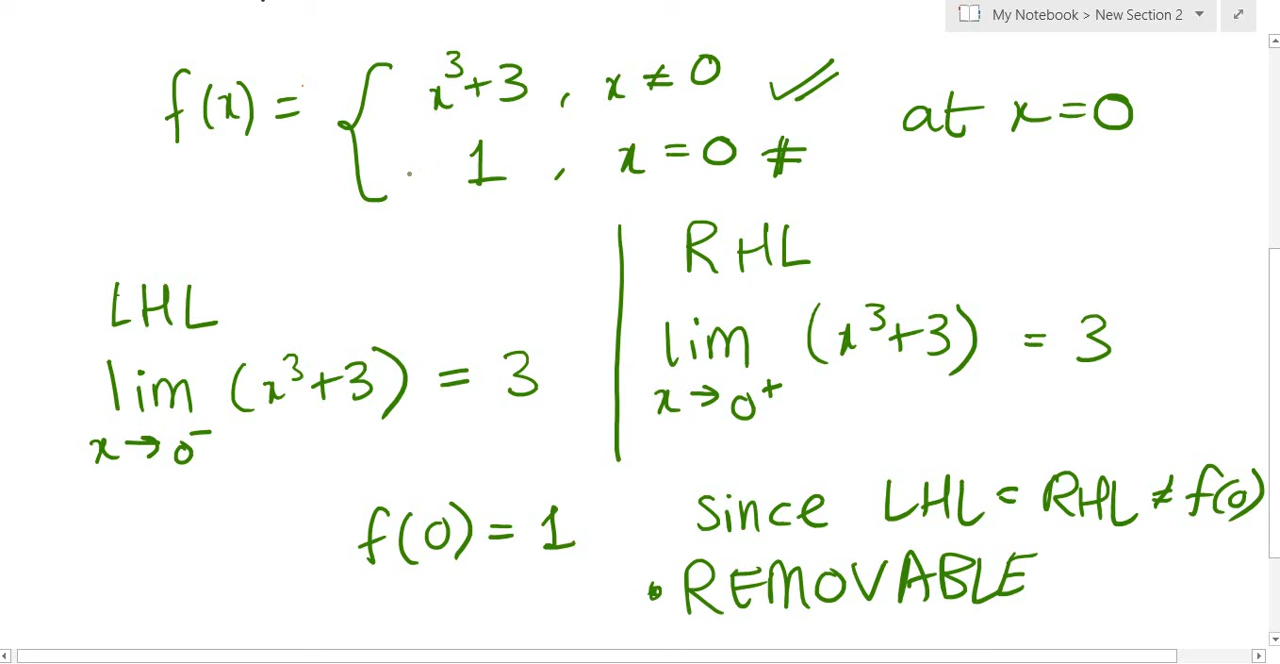 My Notebook > New Section 2
f(x) = { x³+3 , x ≠ 0 ✓
1 , x = 0 #
at x=0
LHL
lim (x³+3) = 3
x→0⁻
RHL
lim (x³+3) = 3
x→0⁺
f(0) = 1
since LHL = RHL ≠ f(0)
• REMOVABLE